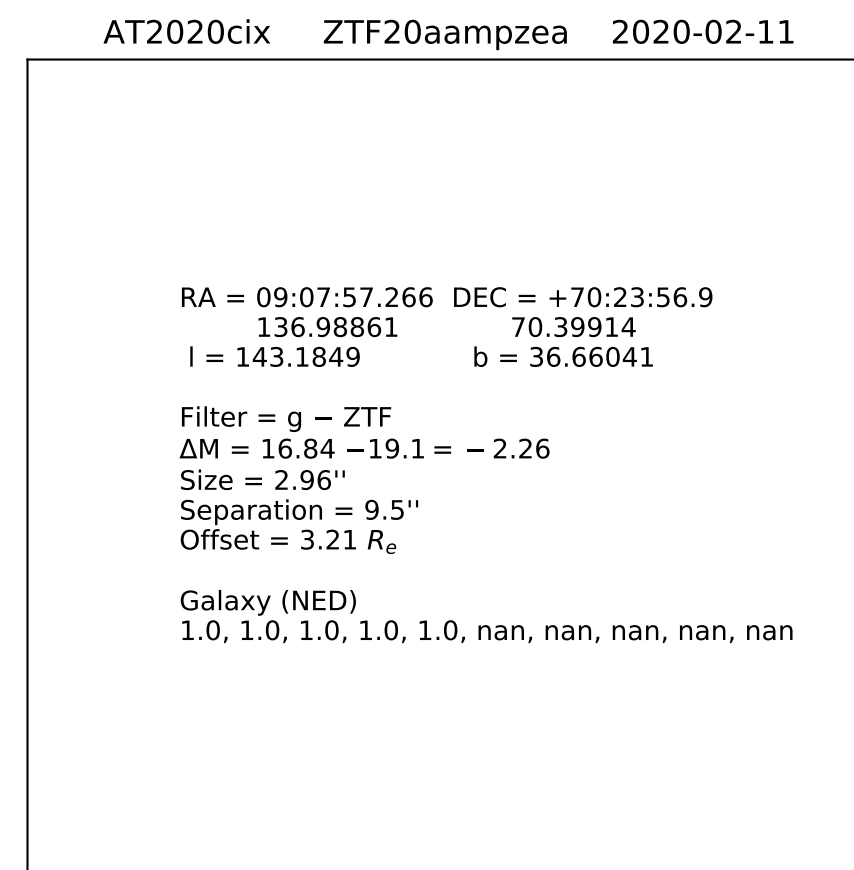 AT2020cix ZTF20aampzea 2020-02-11
RA = 09:07:57.266 DEC = +70:23:56.9
136.98861 70.39914
l = 143.1849 b = 36.66041
Filter = g − ZTF
ΔM = 16.84 −19.1 = − 2.26
Size = 2.96''
Separation = 9.5''
Offset = 3.21 Re
Galaxy (NED)
1.0, 1.0, 1.0, 1.0, 1.0, nan, nan, nan, nan, nan